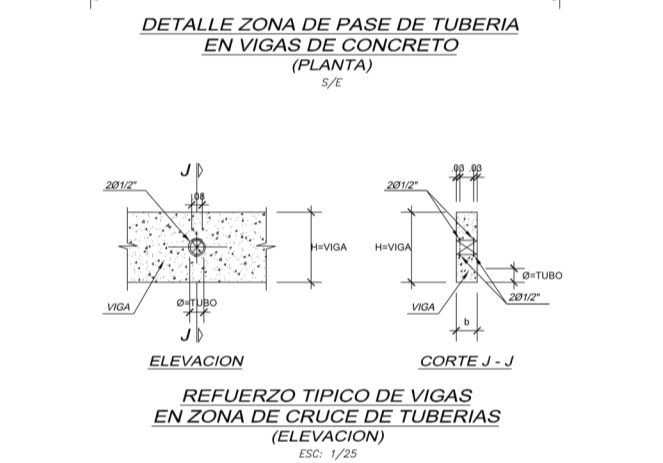 DETALLE ZONA DE PASE DE TUBERIA
EN VIGAS DE CONCRETO
(PLANTA)
S/E
J
2Ø1/2"
.08
H=VIGA
VIGA
Ø=TUBO
J
ELEVACION
.03 .03
2Ø1/2"
H=VIGA
Ø=TUBO
2Ø1/2"
VIGA
b
CORTE J - J
REFUERZO TIPICO DE VIGAS
EN ZONA DE CRUCE DE TUBERIAS
(ELEVACION)
ESC: 1/25